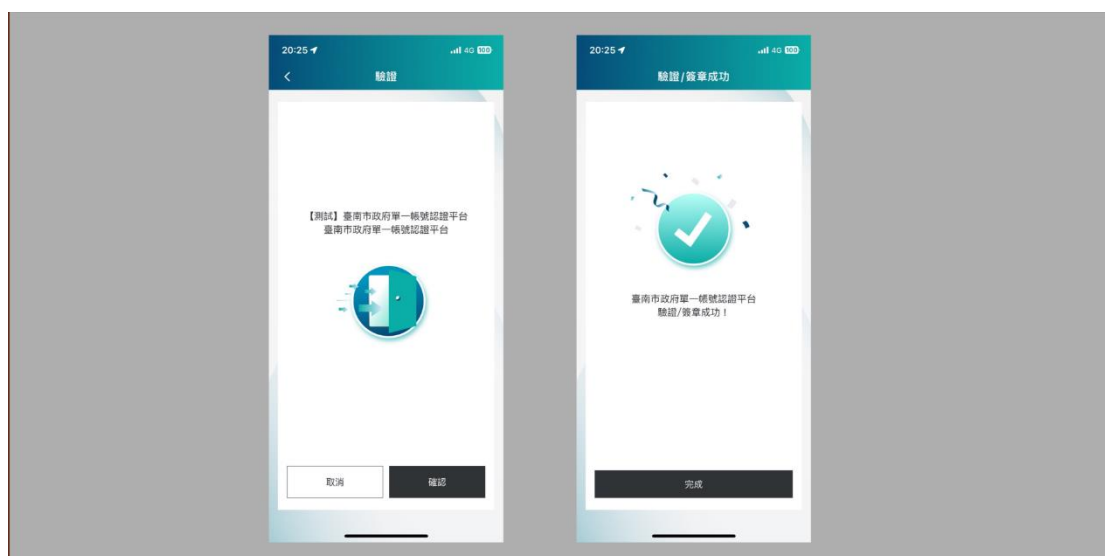 20:25
4G 100
驗證
【測試】臺南市政府單一帳號認證平台
臺南市政府單一帳號認證平台
取消
確認
20:25
4G 100
驗證/簽章成功
臺南市政府單一帳號認證平台
驗證/簽章成功！
完成